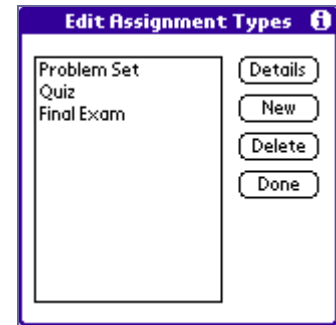 Edit Assignment Types
Problem Set
Quiz
Final Exam
Details
New
Delete
Done